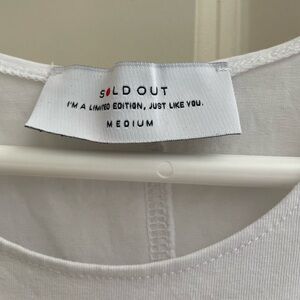 SOLD OUT
I'M A LIMITED EDITION, JUST LIKE YOU.
MEDIUM